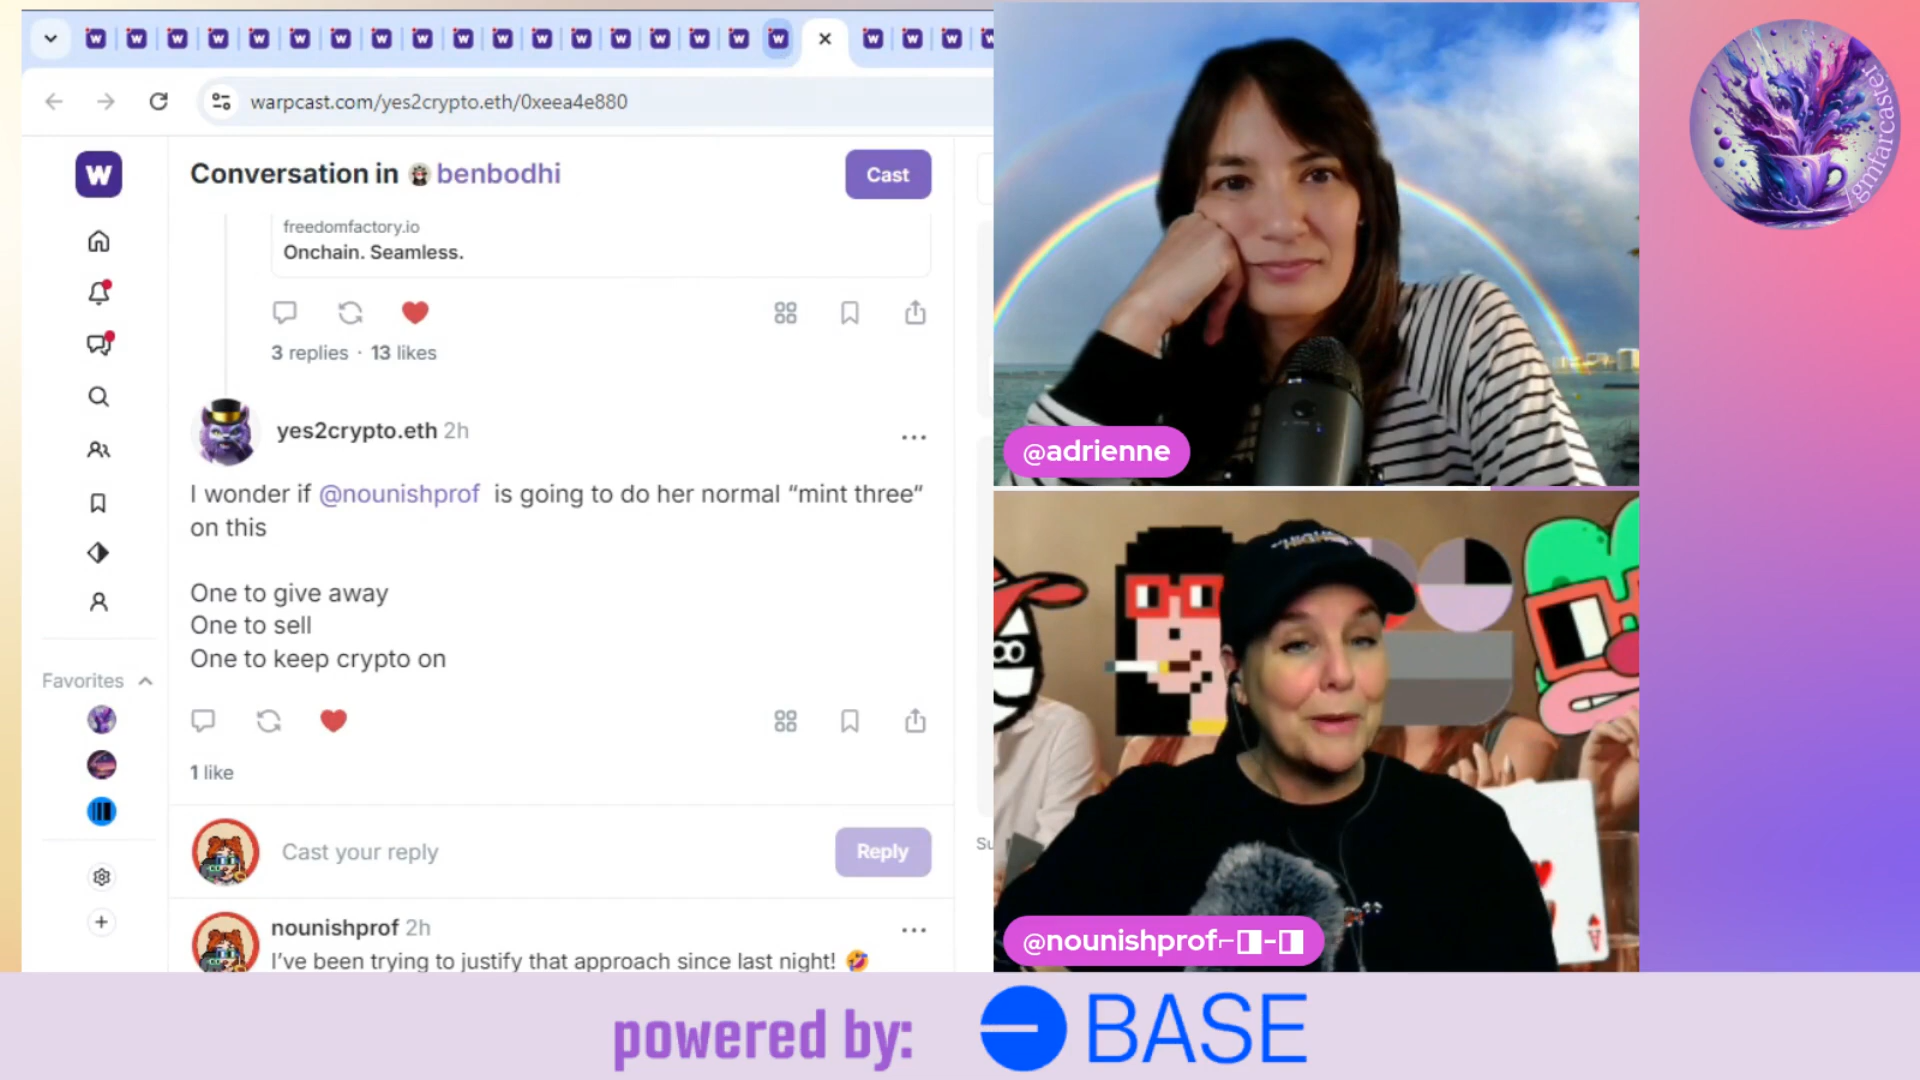 warpcast.com/yes2crypto.eth/0xeea4e880
Conversation in benbodhi
Cast
freedomfactory.io
Onchain. Seamless.
3 replies · 13 likes
yes2crypto.eth 2h
I wonder if @nounishprof is going to do her normal “mint three”
on this
One to give away
One to sell
One to keep crypto on
1 like
Favorites
Cast your reply
Reply
nounishprof 2h
I’ve been trying to justify that approach since last night! 🤣
Su
@adrienne
@nounishprof⌐◨-◨
/gmfarcaster
A
powered by:
BASE